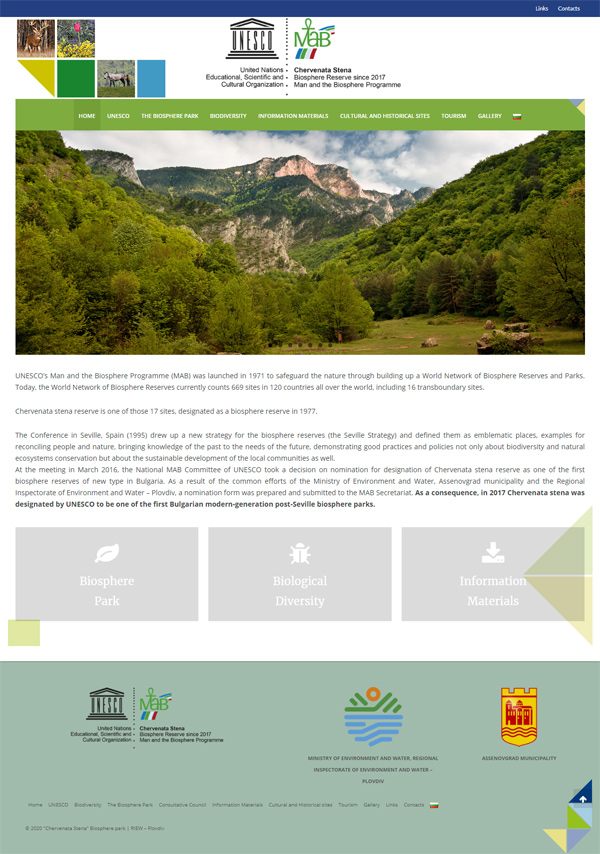 Links Contacts
UNESCO
MaB
United Nations
Educational, Scientific and
Cultural Organization
Chervenata Stena
Biosphere Reserve since 2017
Man and the Biosphere Programme
HOME UNESCO THE BIOSPHERE PARK BIODIVERSITY INFORMATION MATERIALS CULTURAL AND HISTORICAL SITES TOURISM GALLERY
UNESCO's Man and the Biosphere Programme (MAB) was launched in 1971 to safeguard the nature through building up a World Network of Biosphere Reserves and Parks.
Today, the World Network of Biosphere Reserves currently counts 669 sites in 120 countries all over the world, including 16 transboundary sites.
Chervenata stena reserve is one of those 17 sites, designated as a biosphere reserve in 1977.
The Conference in Seville, Spain (1995) drew up a new strategy for the biosphere reserves (the Seville Strategy) and defined them as emblematic places, examples for
reconciling people and nature, bringing knowledge of the past to the needs of the future, demonstrating good practices and policies not only about biodiversity and natural
ecosystems conservation but about the sustainable development of the local communities as well.
At the meeting in March 2016, the National MAB Committee of UNESCO took a decision on nomination for designation of Chervenata stena reserve as one of the first
biosphere reserves of new type in Bulgaria. As a result of the common efforts of the Ministry of Environment and Water, Assenovgrad municipality and the Regional
Inspectorate of Environment and Water – Plovdiv, a nomination form was prepared and submitted to the MAB Secretariat. As a consequence, in 2017 Chervenata stena was
designated by UNESCO to be one of the first Bulgarian modern-generation post-Seville biosphere parks.
Biosphere
Park
Biological
Diversity
Information
Materials
UNESCO
MaB
United Nations
Educational, Scientific and
Cultural Organization
Chervenata Stena
Biosphere Reserve since 2017
Man and the Biosphere Programme
MINISTRY OF ENVIRONMENT AND WATER, REGIONAL
INSPECTORATE OF ENVIRONMENT AND WATER –
PLOVDIV
ASSENOVGRAD MUNICIPALITY
Home UNESCO Biodiversity The Biosphere Park Consultative Council Information Materials Cultural and Historical sites Tourism Gallery Links Contacts
© 2020 "Chervenata Stena" Biosphere park | RIEW – Plovdiv